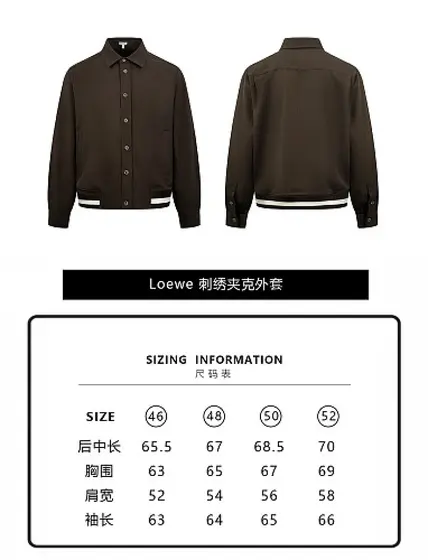 Loewe 刺绣夹克外套
SIZING INFORMATION
尺码表
SIZE 46 48 50 52
后中长 65.5 67 68.5 70
胸围 63 65 67 69
肩宽 52 54 56 58
袖长 63 64 65 66